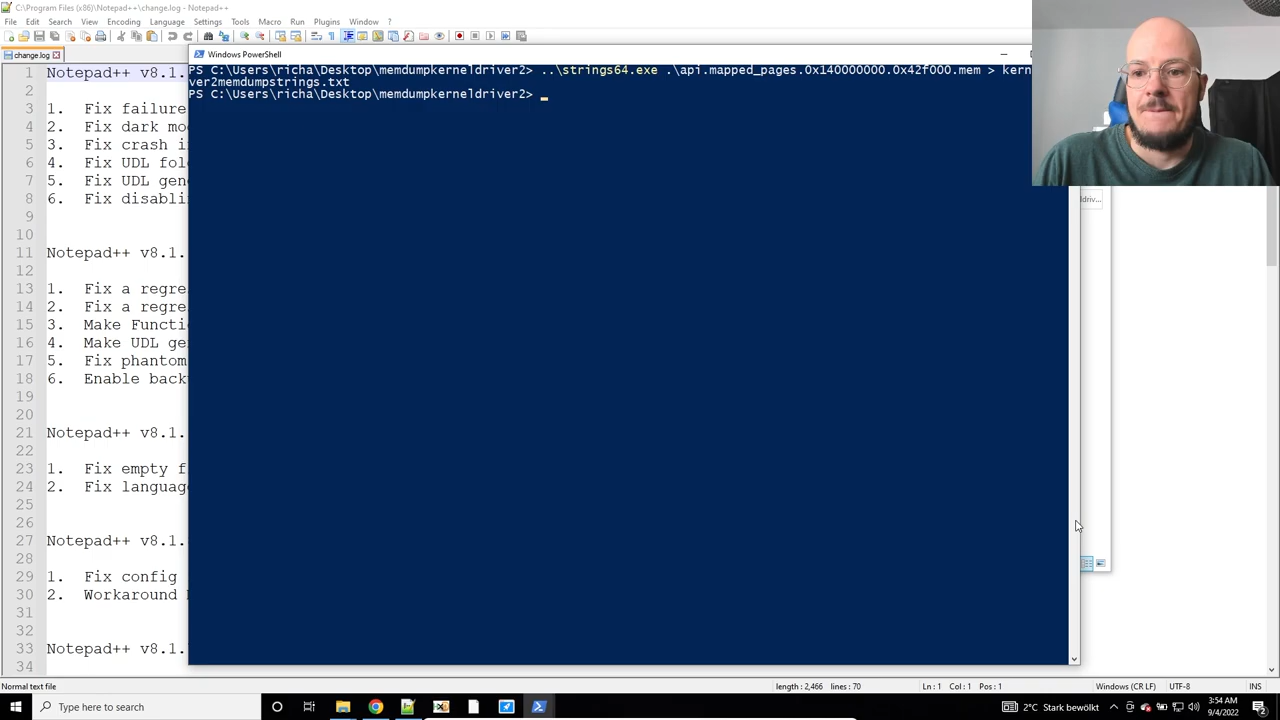 C:\Program Files (x86)\Notepad++\change.log - Notepad++
File Edit Search View Encoding Language Settings Tools Macro Run Plugins Window ?
change.log
Windows PowerShell
PS C:\Users\richa\Desktop\memdumpkerneldriver2> ..\strings64.exe .\api.mapped_pages.0x140000000.0x42f000.mem > kern
ver2memdumpstrings.txt
PS C:\Users\richa\Desktop\memdumpkerneldriver2>
1 Notepad++ v8.1.
2
3 1. Fix failure
4 2. Fix dark mo
5 3. Fix crash i
6 4. Fix UDL fol
7 5. Fix UDL gen
8 6. Fix disabli
9
10
11 Notepad++ v8.1.
12
13 1. Fix a regre
14 2. Fix a regre
15 3. Make Functi
16 4. Make UDL ge
17 5. Fix phantom
18 6. Enable back
19
20
21 Notepad++ v8.1.
22
23 1. Fix empty f
24 2. Fix languag
25
26
27 Notepad++ v8.1.
28
29 1. Fix config
30 2. Workaround
31
32
33 Notepad++ v8.1.
34
ddriv...
Normal text file length : 2,466 lines : 70 Ln : 1 Col : 1 Pos : 1 Windows (CR LF) UTF-8 INS
Type here to search
2°C Stark bewölkt
3:54 AM
9/4/2022
2